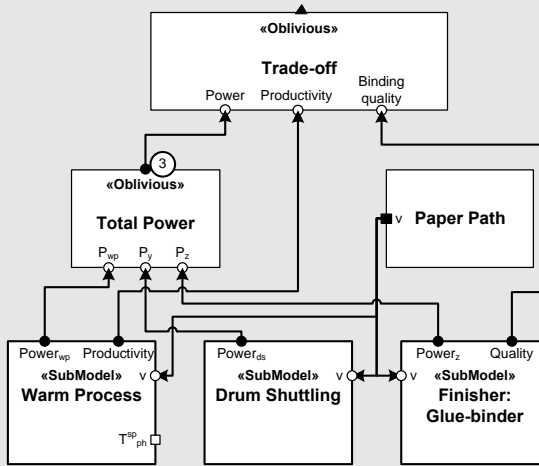 «Oblivious»
Trade-off
Power Productivity Binding
quality
3
«Oblivious»
Total Power
Pwp Py Pz
v Paper Path
Powerwp Productivity
«SubModel»
v
Warm Process
Tspph
Powerds
«SubModel»
v
Drum Shuttling
Powerz Quality
«SubModel»
v
Finisher:
Glue-binder